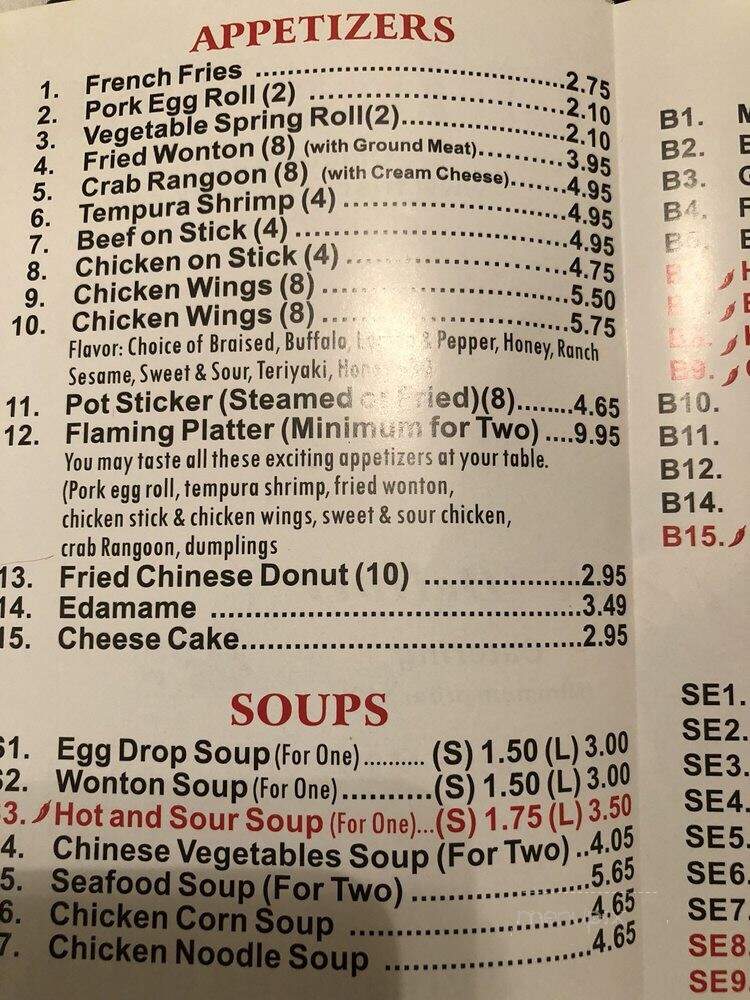 APPETIZERS
1. French Fries ........ 2.75
2. Pork Egg Roll (2) ........ 2.10
3. Vegetable Spring Roll(2)........ 2.10
4. Fried Wonton (8) (with Ground Meat)........ 3.95
5. Crab Rangoon (8) (with Cream Cheese)........ 4.95
6. Tempura Shrimp (4) ........ 4.95
7. Beef on Stick (4) ........ 4.95
8. Chicken on Stick (4) ........ 4.75
9. Chicken Wings (8) ........ 5.50
10. Chicken Wings (8) ........ 5.75
Flavor: Choice of Braised, Buffalo, & Pepper, Honey, Ranch
Sesame, Sweet & Sour, Teriyaki,
11. Pot Sticker (Steamed or Fried)(8)........4.65
12. Flaming Platter (Minimum for Two) ....9.95
You may taste all these exciting appetizers at your table.
(Pork egg roll, tempura shrimp, fried wonton,
chicken stick & chicken wings, sweet & sour chicken,
crab Rangoon, dumplings
13. Fried Chinese Donut (10) ........2.95
14. Edamame ........3.49
15. Cheese Cake........2.95
SOUPS
S1. Egg Drop Soup (For One).......... (S) 1.50 (L) 3.00
S2. Wonton Soup (For One)..........(S) 1.50 (L) 3.00
3. Hot and Sour Soup (For One)...(S) 1.75 (L) 3.50
4. Chinese Vegetables Soup (For Two) ..4.05
5. Seafood Soup (For Two) ........5.65
6. Chicken Corn Soup ........4.65
7. Chicken Noodle Soup ........4.65
B1.
B2.
B3.
B4.
B5.
B9.
B10.
B11.
B12.
B14.
B15.
SE1.
SE2.
SE3.
SE4.
SE5.
SE6.
SE7.
SE8.
SE9.